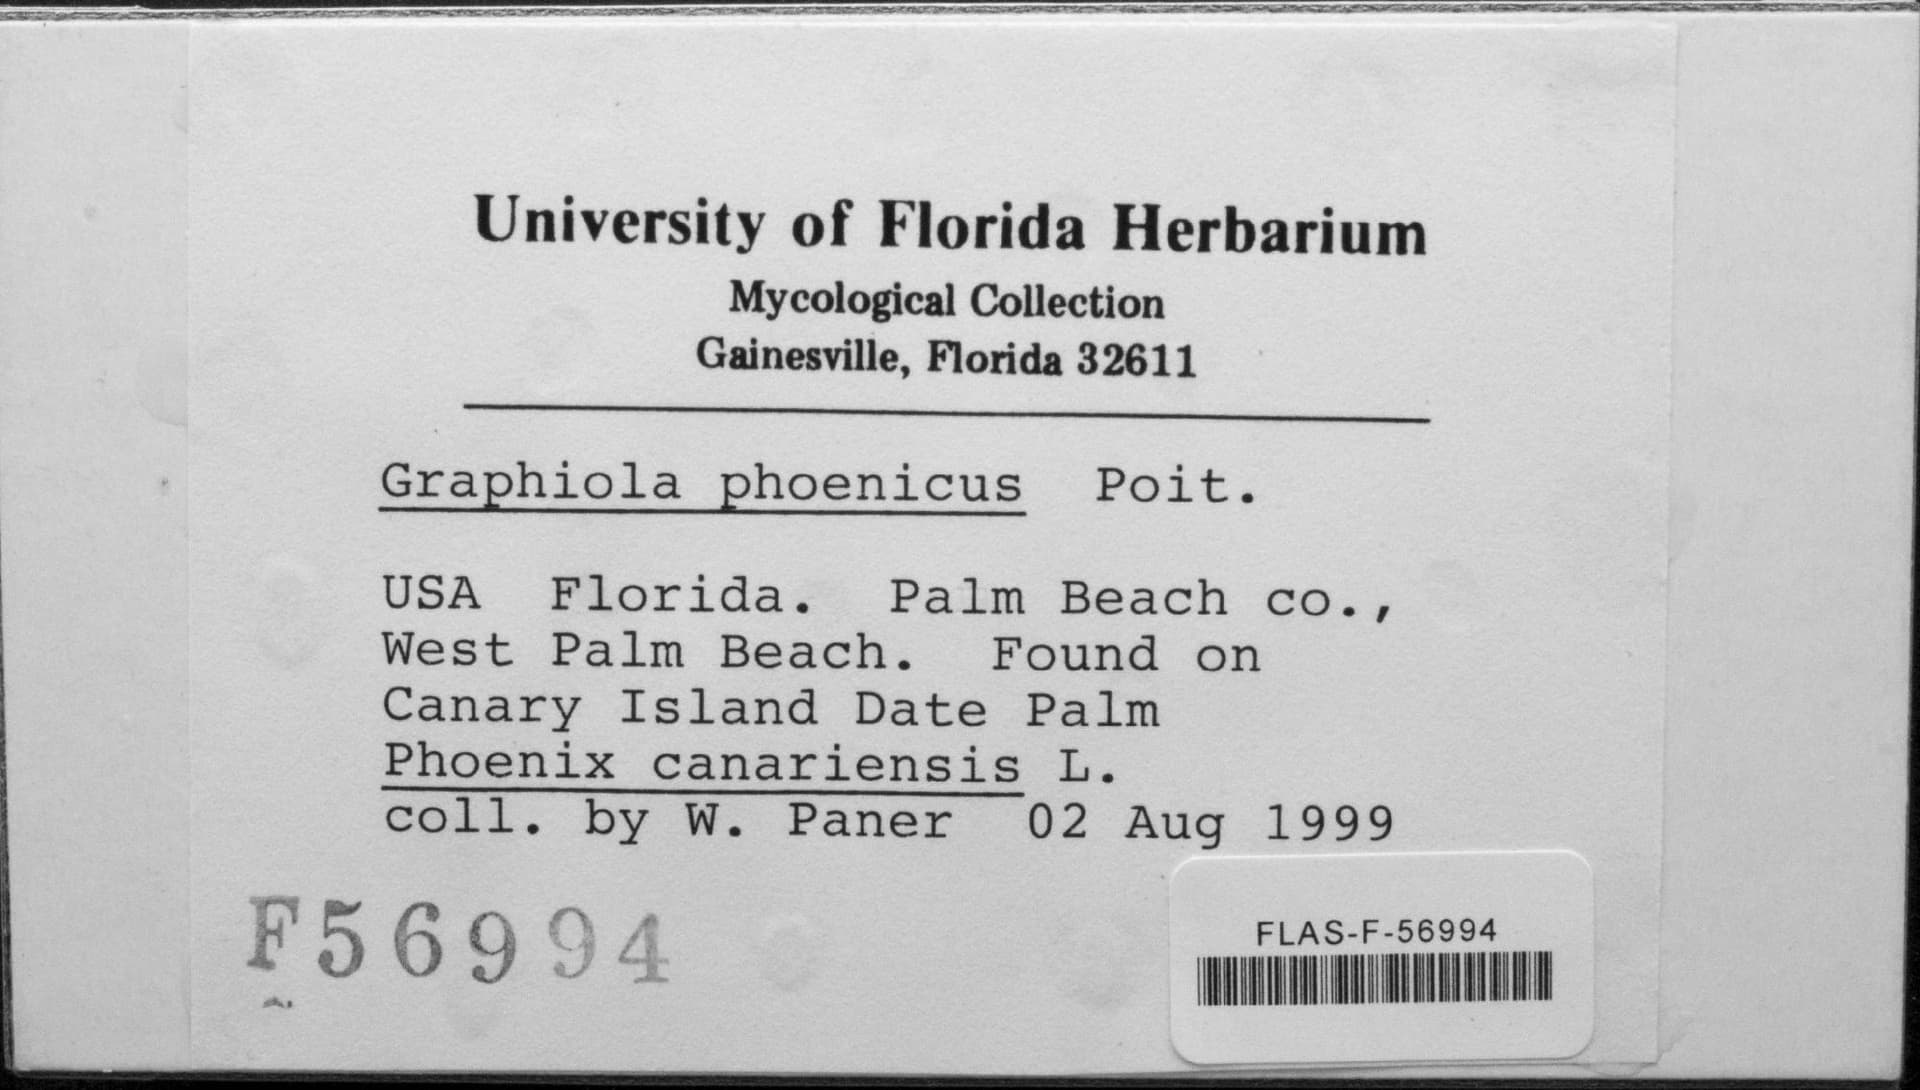 University of Florida Herbarium
Mycological Collection
Gainesville, Florida 32611
Graphiola phoenicus Poit.
USA Florida. Palm Beach co.,
West Palm Beach. Found on
Canary Island Date Palm
Phoenix canariensis L.
coll. by W. Paner 02 Aug 1999
F56994
FLAS-F-56994